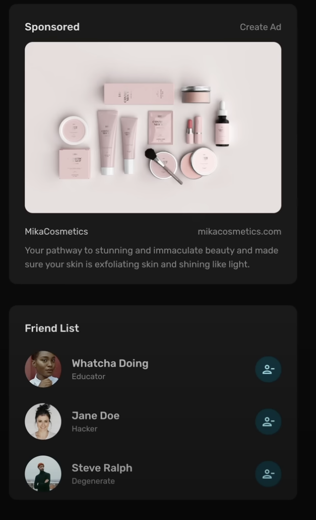 Sponsored
Create Ad
MikaCosmetics
mikacosmetics.com
Your pathway to stunning and immaculate beauty and made
sure your skin is exfoliating skin and shining like light.
Friend List
Whatcha Doing
Educator
Jane Doe
Hacker
Steve Ralph
Degenerate